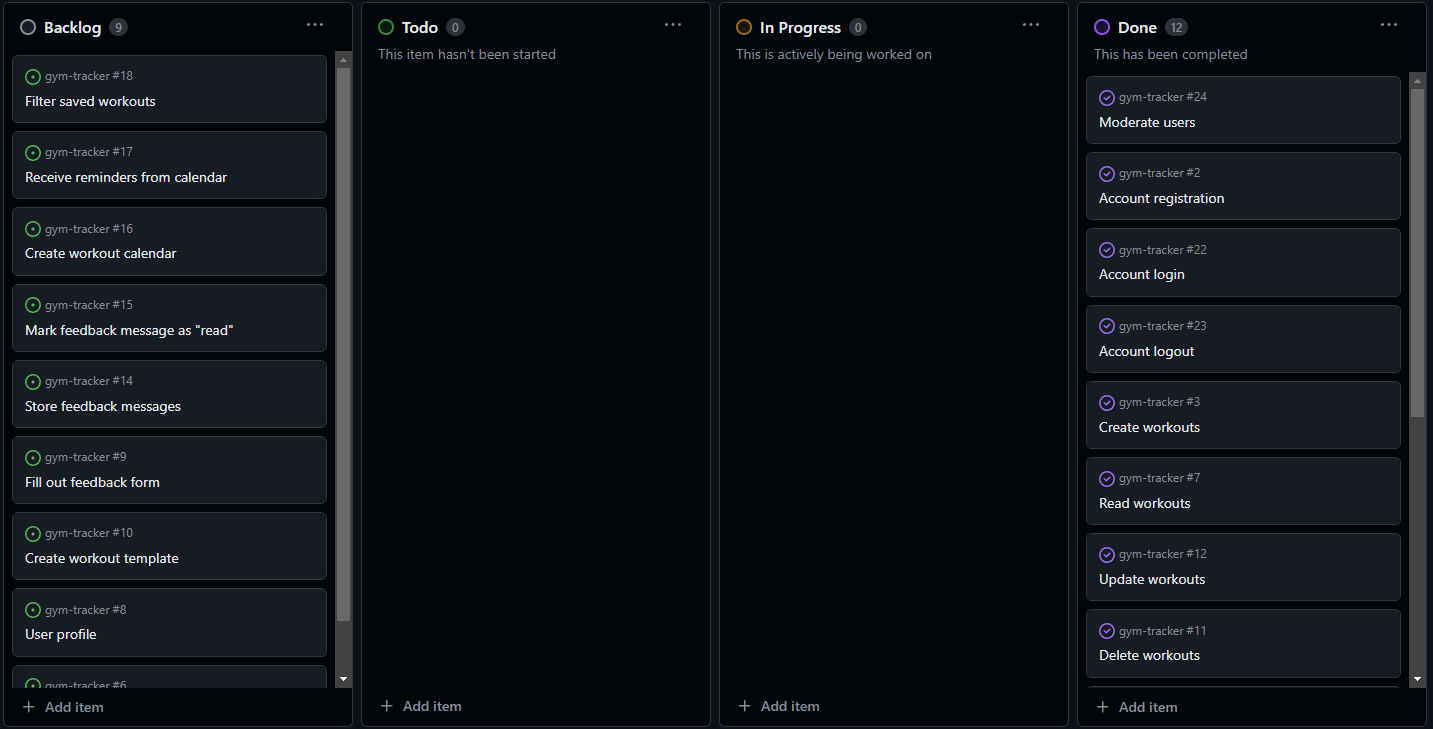 Backlog 9
gym-tracker #18
Filter saved workouts
gym-tracker #17
Receive reminders from calendar
gym-tracker #16
Create workout calendar
gym-tracker #15
Mark feedback message as "read"
gym-tracker #14
Store feedback messages
gym-tracker #9
Fill out feedback form
gym-tracker #10
Create workout template
gym-tracker #8
User profile
gym-tracker #6
Add item
Todo 0
This item hasn't been started
Add item
In Progress 0
This is actively being worked on
Add item
Done 12
This has been completed
gym-tracker #24
Moderate users
gym-tracker #2
Account registration
gym-tracker #22
Account login
gym-tracker #23
Account logout
gym-tracker #3
Create workouts
gym-tracker #7
Read workouts
gym-tracker #12
Update workouts
gym-tracker #11
Delete workouts
Add item